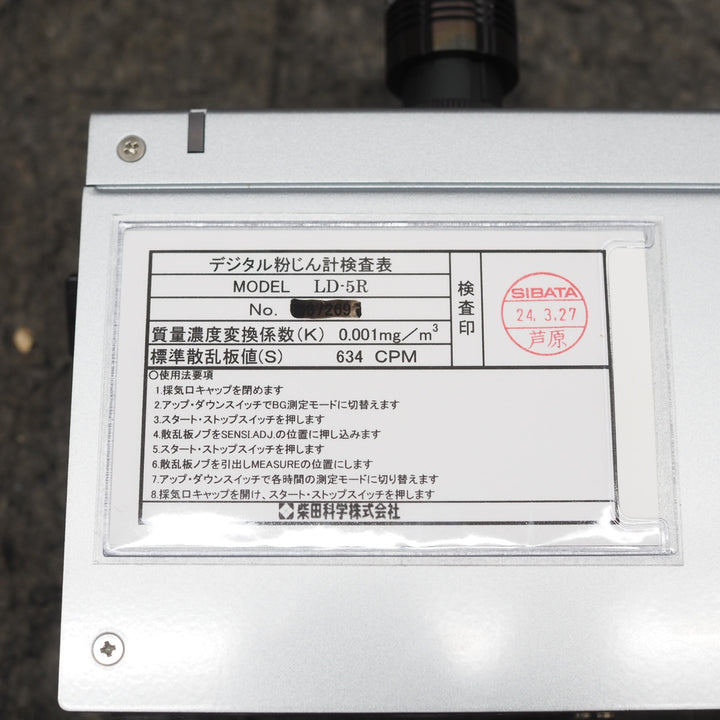 デジタル粉じん計検査表
MODEL LD-5R
No.
質量濃度変換係数(K) 0.001mg/m³
標準散乱板値(S) 634 CPM
検査印
SIBATA
24.3.27
芦原
○使用法要項
1.採気口キャップを閉めます
2.アップ・ダウンスイッチでBG測定モードに切替えます
3.スタート・ストップスイッチを押します
4.散乱板ノブをSENSI.ADJ.の位置に押し込みます
5.スタート・ストップスイッチを押します
6.散乱板ノブを引出しMEASUREの位置にします
7.アップ・ダウンスイッチで各時間の測定モードに切り替えます
8.採気口キャップを開け、スタート・ストップスイッチを押します
柴田科学株式会社